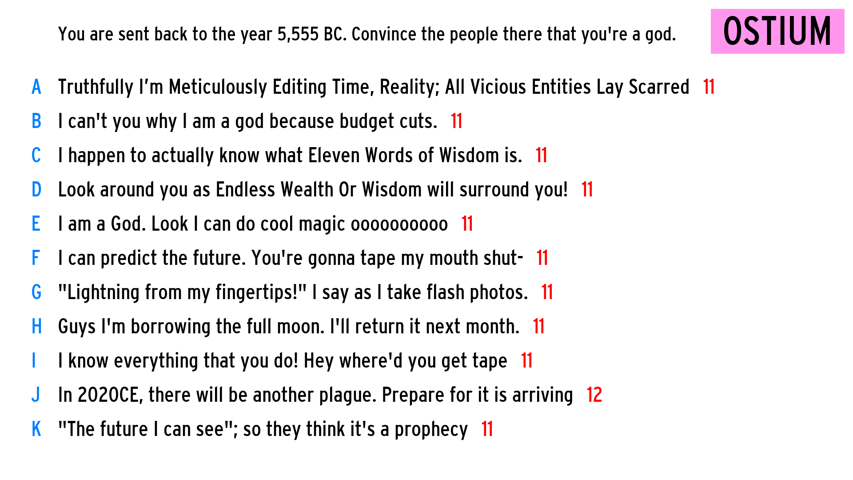 You are sent back to the year 5,555 BC. Convince the people there that you're a god.
OSTIUM
A Truthfully I'm Meticulously Editing Time, Reality; All Vicious Entities Lay Scarred 11
B I can't you why I am a god because budget cuts. 11
C I happen to actually know what Eleven Words of Wisdom is. 11
D Look around you as Endless Wealth Or Wisdom will surround you! 11
E I am a God. Look I can do cool magic oooooooooo 11
F I can predict the future. You're gonna tape my mouth shut- 11
G "Lightning from my fingertips!" I say as I take flash photos. 11
H Guys I'm borrowing the full moon. I'll return it next month. 11
I I know everything that you do! Hey where'd you get tape 11
J In 2020CE, there will be another plague. Prepare for it is arriving 12
K "The future I can see"; so they think it's a prophecy 11